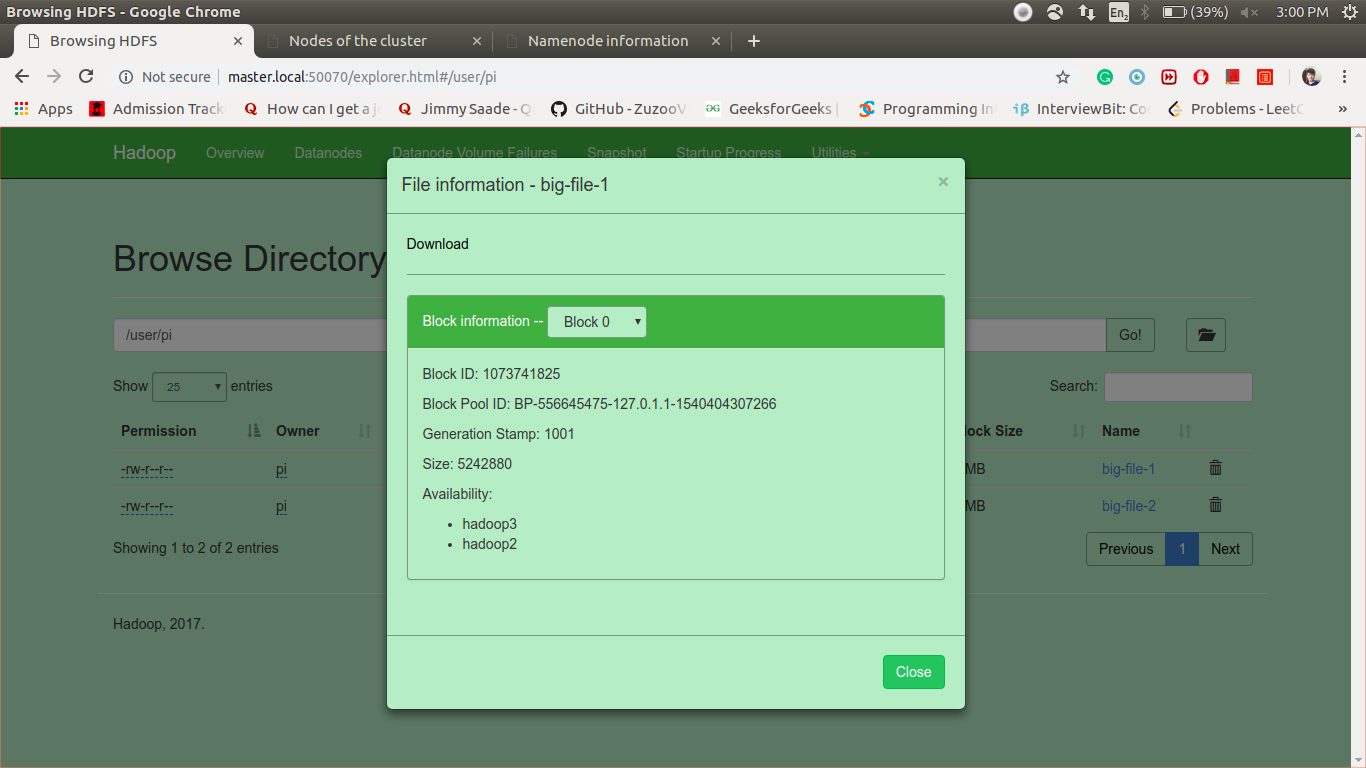 Browsing HDFS - Google Chrome
En2
(39%)
3:00 PM
Browsing HDFS
Nodes of the cluster
Namenode information
Not secure
master.local:50070/explorer.html#/user/pi
Apps
Admission Track
How can I get a j
Jimmy Saade - Q
GitHub - ZuzooV
GeeksforGeeks |
Programming In
InterviewBit: Co
Problems - LeetC
Hadoop
Overview
Datanodes
Datanode Volume Failures
Snapshot
Startup Progress
Utilities
File information - big-file-1
×
Download
Browse Directory
Block information --
Block 0
/user/pi
Go!
Block ID: 1073741825
Show 25 entries
Search:
Block Pool ID: BP-556645475-127.0.1.1-1540404307266
Permission
Owner
Generation Stamp: 1001
lock Size
Name
-rw-r--r--
pi
Size: 5242880
MB
big-file-1
Availability:
-rw-r--r--
pi
MB
big-file-2
• hadoop3
• hadoop2
Showing 1 to 2 of 2 entries
Previous
1
Next
Hadoop, 2017.
Close